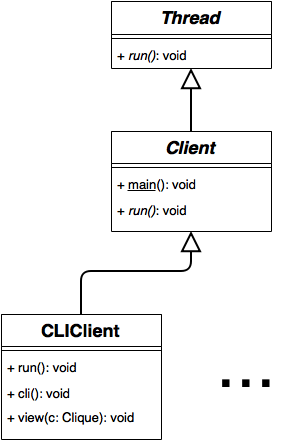 Thread
+ run(): void
Client
+ main(): void
+ run(): void
CLIClient
+ run(): void
+ cli(): void
+ view(c: Clique): void
...